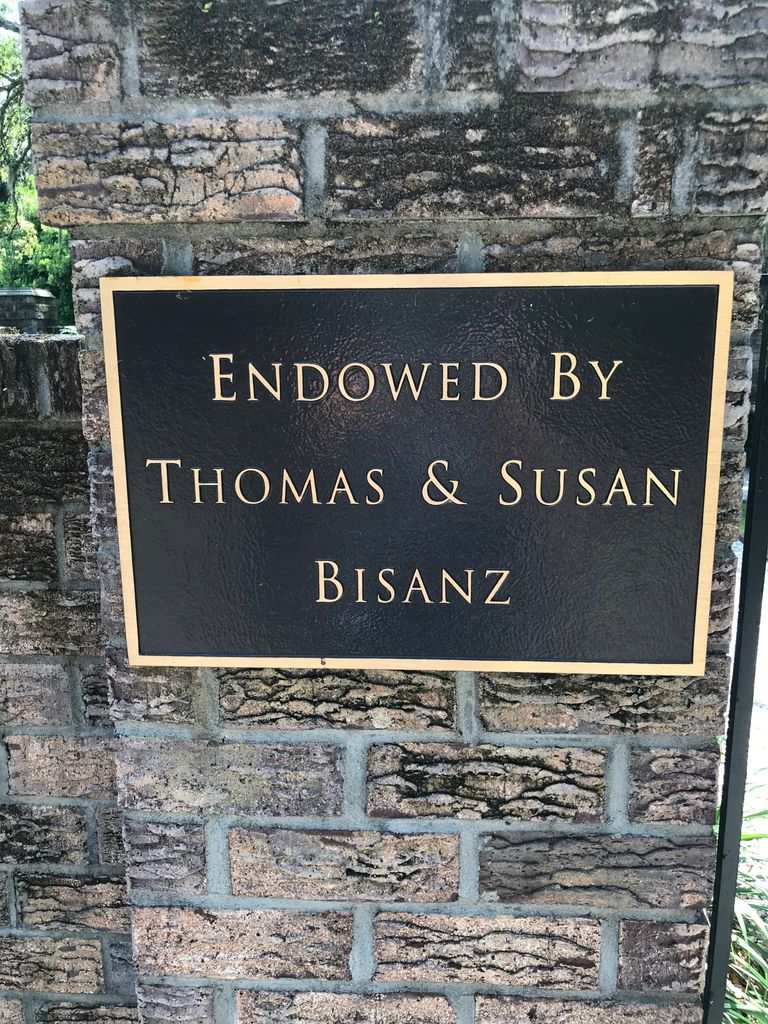 Endowed By
Thomas & Susan
Bisanz